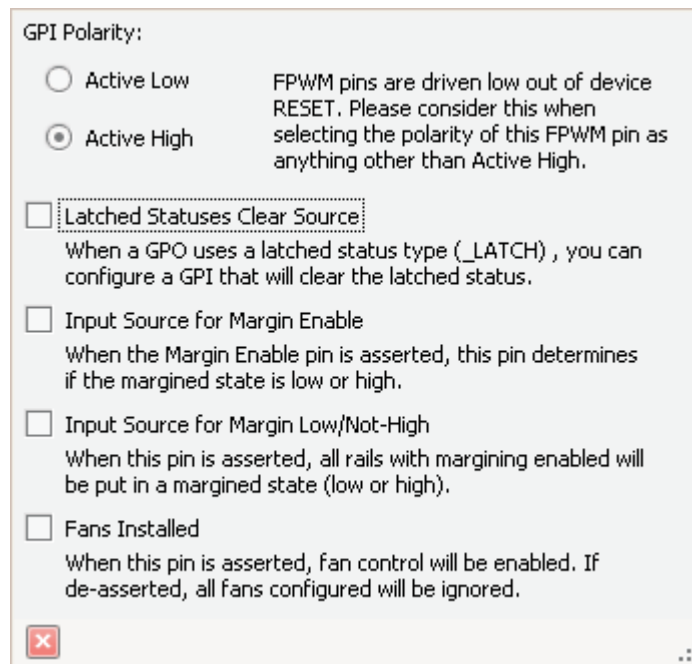 GPI Polarity:
Active Low
FPWM pins are driven low out of device
RESET. Please consider this when
selecting the polarity of this FPWM pin as
anything other than Active High.
Active High
Latched Statuses Clear Source
When a GPO uses a latched status type (_LATCH) , you can
configure a GPI that will clear the latched status.
Input Source for Margin Enable
When the Margin Enable pin is asserted, this pin determines
if the margined state is low or high.
Input Source for Margin Low/Not-High
When this pin is asserted, all rails with margining enabled will
be put in a margined state (low or high).
Fans Installed
When this pin is asserted, fan control will be enabled. If
de-asserted, all fans configured will be ignored.